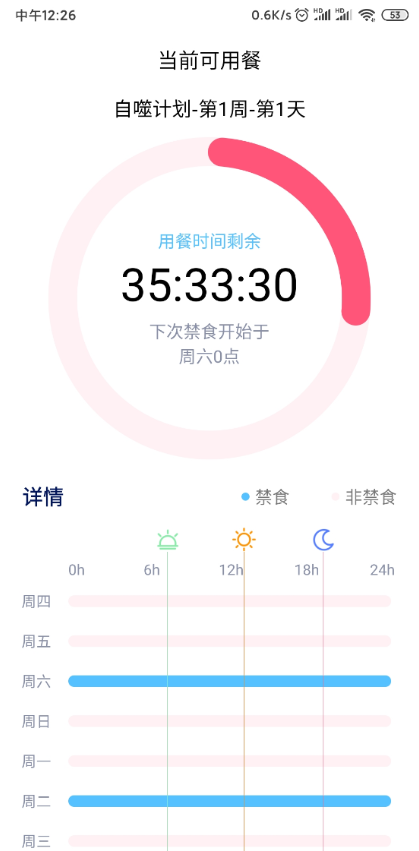 中午12:26
0.6K/s HD HD 53
当前可用餐
自噬计划-第1周-第1天
用餐时间剩余
35:33:30
下次禁食开始于
周六0点
详情
禁食
非禁食
0h 6h 12h 18h 24h
周四
周五
周六
周日
周一
周二
周三